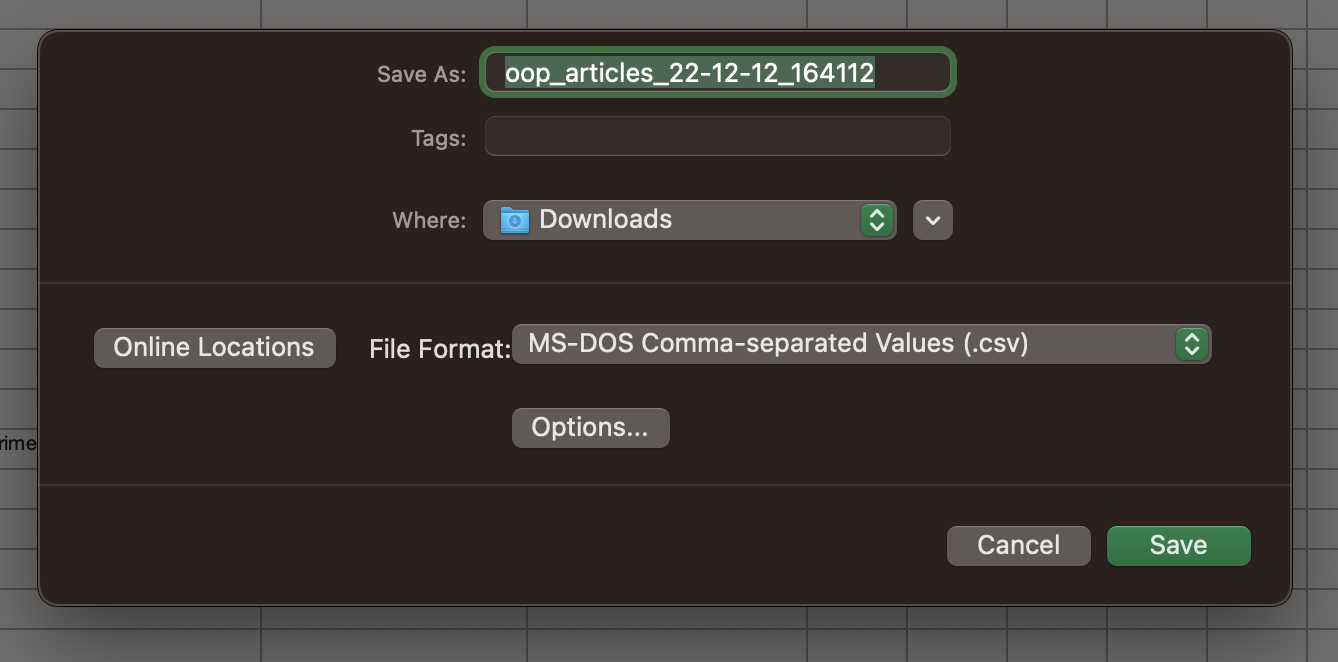 Save As: oop_articles_22-12-12_164112
Tags:
Where: Downloads
Online Locations File Format: MS-DOS Comma-separated Values (.csv)
Options...
rime
Cancel Save